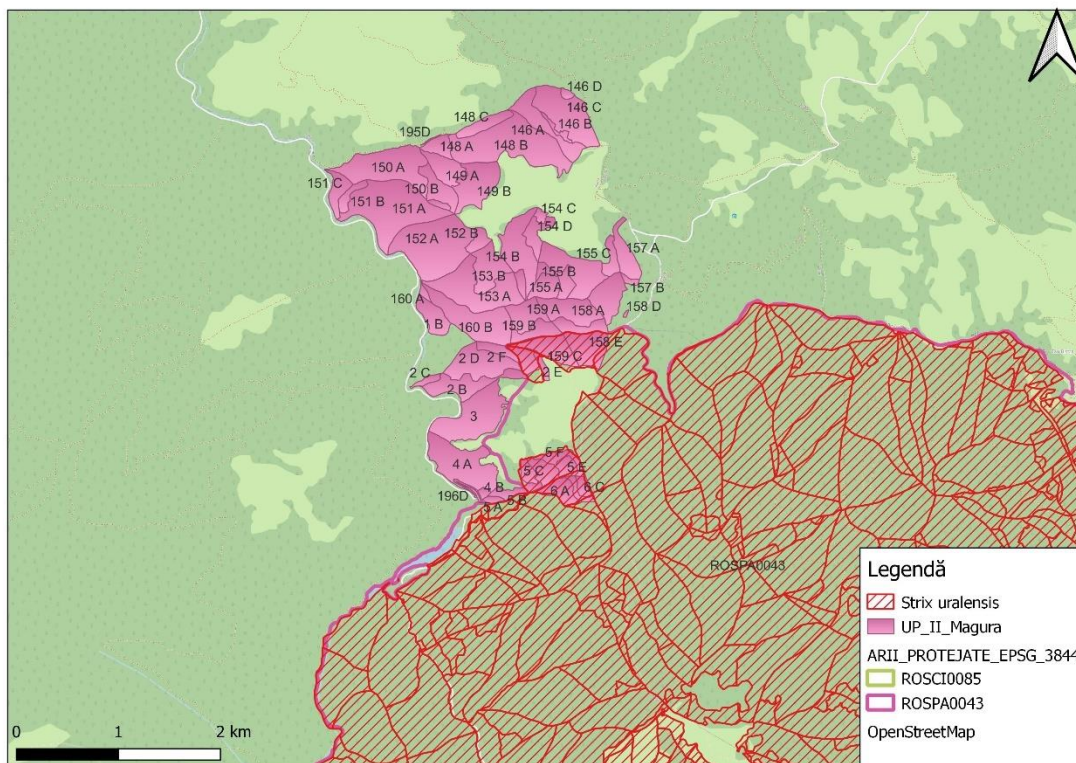 146 D
146 C
148 C
146 A
146 B
195D
148 A
148 B
150 A
149 A
151 C
150 B
149 B
151 B
151 A
154 C
154 D
152 A
152 B
155 C
157 A
154 B
153 B
155 B
155 A
157 B
160 A
153 A
158 D
159 A
158 A
1 B
160 B
159 B
158 E
2 D
2 F
159 C
2 C
2 E
2 B
3
5 F
4 A
5 C
5 E
4 B
6 A
6 C
196D
5 B
5 A
ROSPA0043
Legendă
Strix uralensis
UP_II_Magura
ARII_PROTEJATE_EPSG_3844
ROSCI0085
ROSPA0043
OpenStreetMap
0 1 2 km